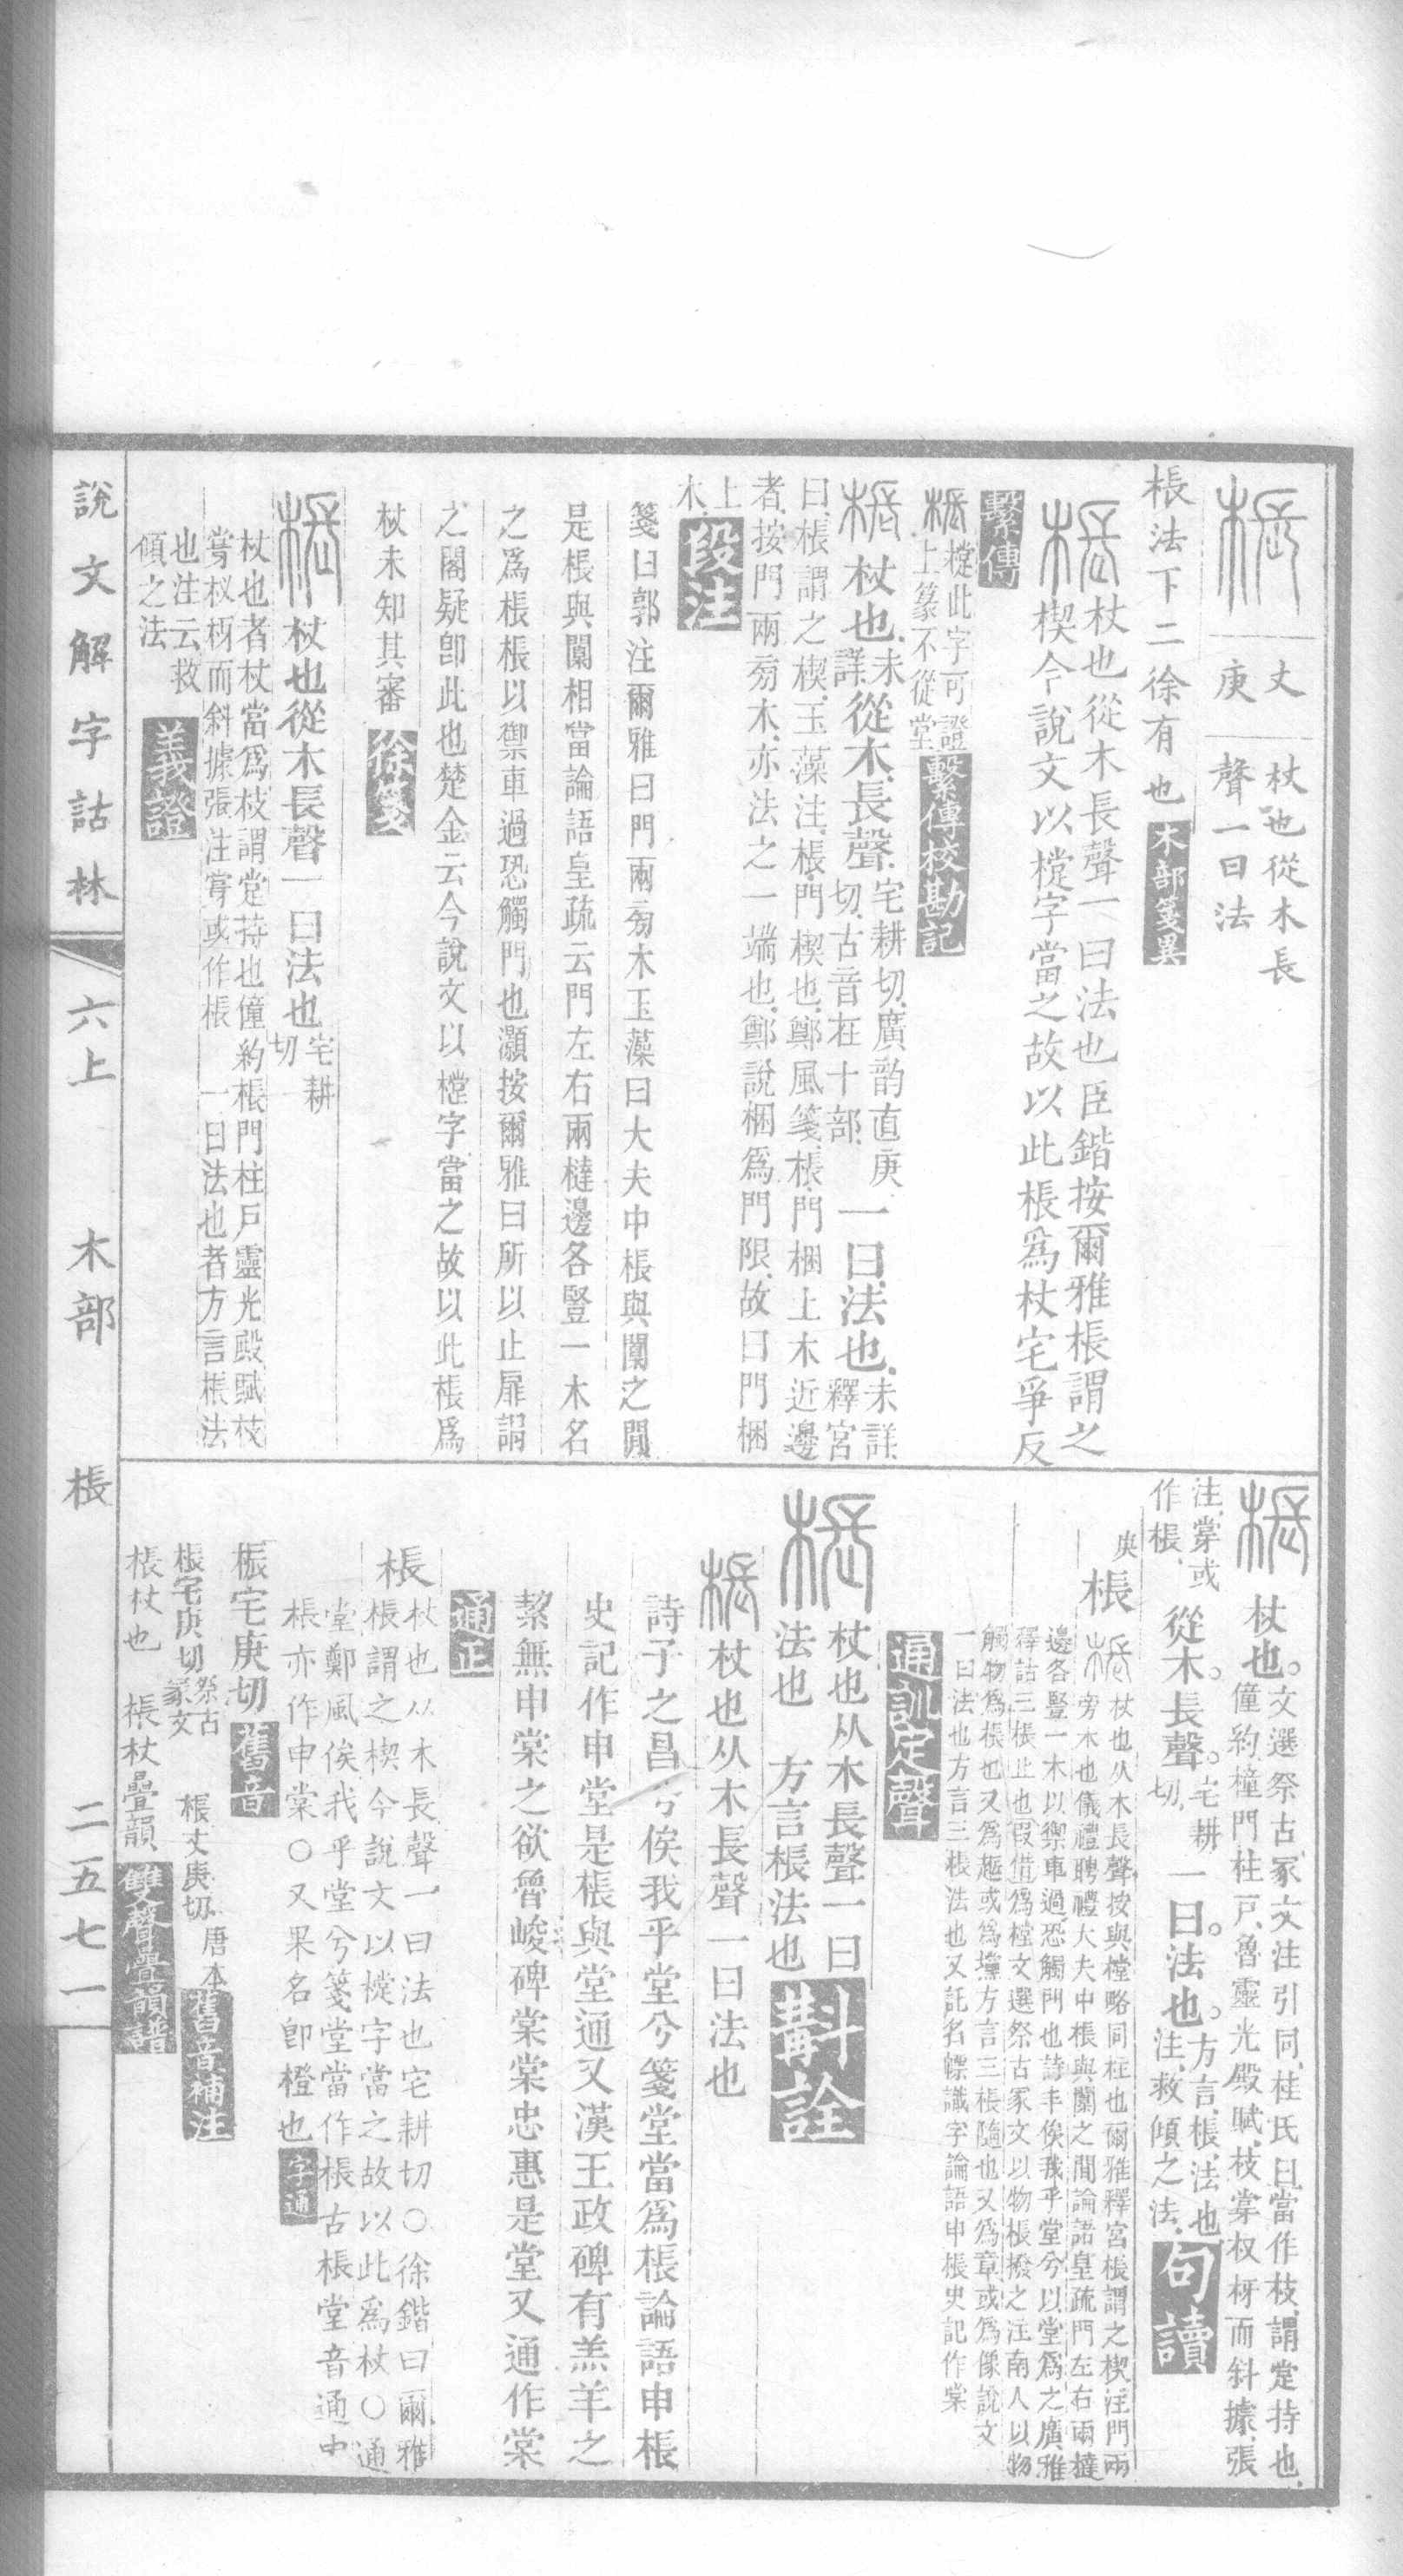 棖 丈庚 杖也從木長
聲一曰法
棖法下二徐有也 木部箋異
棖杖也從木長聲一曰法也臣鍇按爾雅棖謂之
楔今說文以樘字當之故以此棖爲杖宅爭反
繫傳
棖樘此字可證
上篆不從堂 繫傳校勘記
棖杖也未詳從木長聲宅耕切廣韵直庚切古音在十部一曰法也未詳釋宮
曰棖謂之楔玉藻注棖門楔也鄭風箋棖門梱上木近邊
者按門兩旁木亦法之一端也鄭說梱爲門限故曰門梱
上木 段注
箋曰郭注爾雅曰門兩旁木玉藻曰大夫中棖與闑之閒
是棖與闑相當論語皇疏云門左右兩橽邊各豎一木名
之爲棖棖以禦車過恐觸門也灝按爾雅曰所以止扉謂
之閣疑卽此也楚金云今說文以樘字當之故以此棖爲
杖未知其審 徐箋
棖杖也從木長聲一曰法也宅耕切
杖也者杖當爲枝謂堂持也僮約棖門柱戶靈光殿賦枝
掌杈枒而斜據張注掌或作棖 一曰法也者方言棖法
也注云救
傾之法 義證
棖杖也文選祭古冢文注引同桂氏曰當作枝謂定持也
僮約橦門柱戶魯靈光殿賦枝掌杈枒而斜據張
注掌或作棖從木長聲宅耕切一曰法也方言棖法也注救傾之法 句讀
庚 棖 杖也从木長聲按與樘略同柱也爾雅釋宮棖謂之楔注門兩
旁木也儀禮聘禮大夫中棖與闑之閒論語皇疏門左右兩橽
邊各豎一木以禦車過恐觸門也詩丰俟我乎堂兮以堂爲之廣雅
釋詁三棖止也假借爲樘文選祭古冢文以物棖撥之注南人以物
觸物爲棖也又爲 或爲 方言三棖隨也又爲章或爲像說文
一曰法也方言三棖法也又託名幖識字論語申棖史記作棠
通訓定聲
棖杖也从木長聲一曰
法也 方言棖法也 斠詮
棖杖也从木長聲一曰法也
詩子之昌兮俟我乎堂兮箋堂當爲棖論語申棖
史記作申堂是棖與堂通又漢王政碑有羔羊之
絜無申棠之欲魯峻碑棠棠忠惠是堂又通作棠
通正
棖 杖也从木長聲一曰法也宅耕切○徐鍇曰爾雅
棖謂之楔今說文以樘字當之故以此爲杖○通
堂鄭風俟我乎堂兮箋堂當作棖古棖堂音通中
棖亦作申棠○又果名卽橙也 字通
棖宅庚切 舊音
棖宅庚切祭古冢文 棖丈庚切唐本 舊音補注
棖杖也 棖杖疊韻 雙聲疊韻譜
說文解字詁林 六上 木部 棖 二五七一